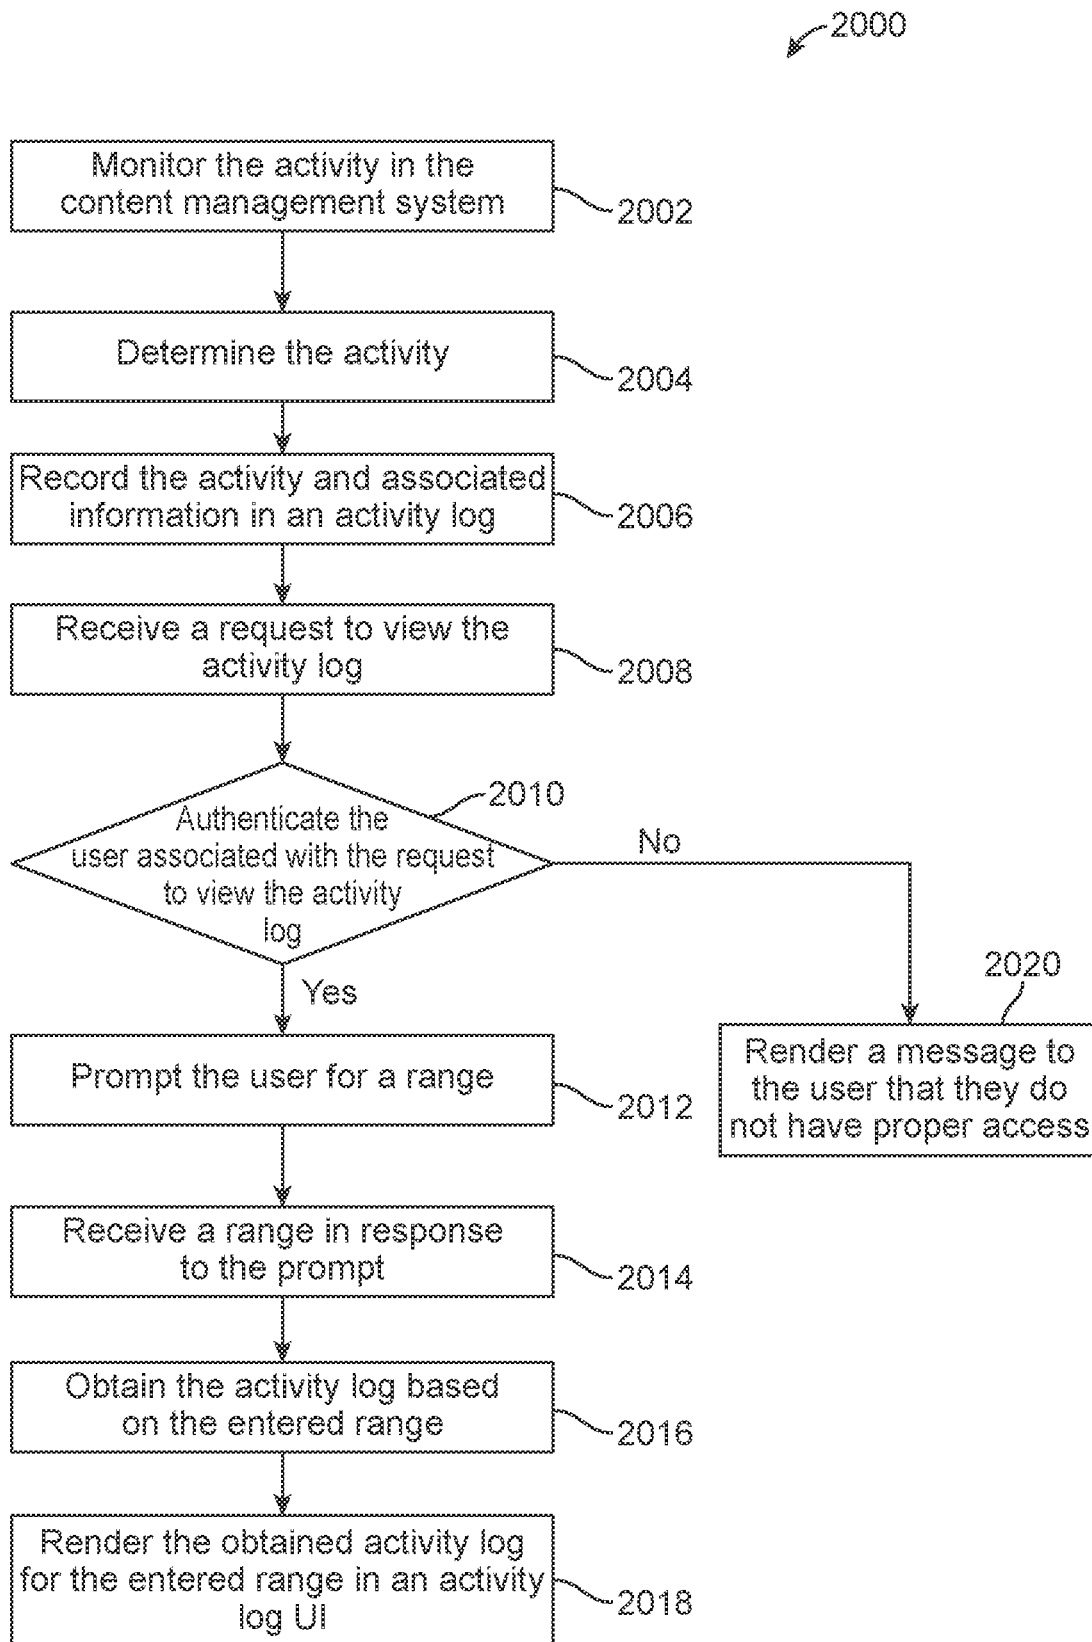 2000
Monitor the activity in the
content management system
2002
Determine the activity
2004
Record the activity and associated
information in an activity log
2006
Receive a request to view the
activity log
2008
2010
Authenticate the
user associated with the request
to view the activity
log
No
Yes
2020
Render a message to
the user that they do
not have proper access
Prompt the user for a range
2012
Receive a range in response
to the prompt
2014
Obtain the activity log based
on the entered range
2016
Render the obtained activity log
for the entered range in an activity
log UI
2018